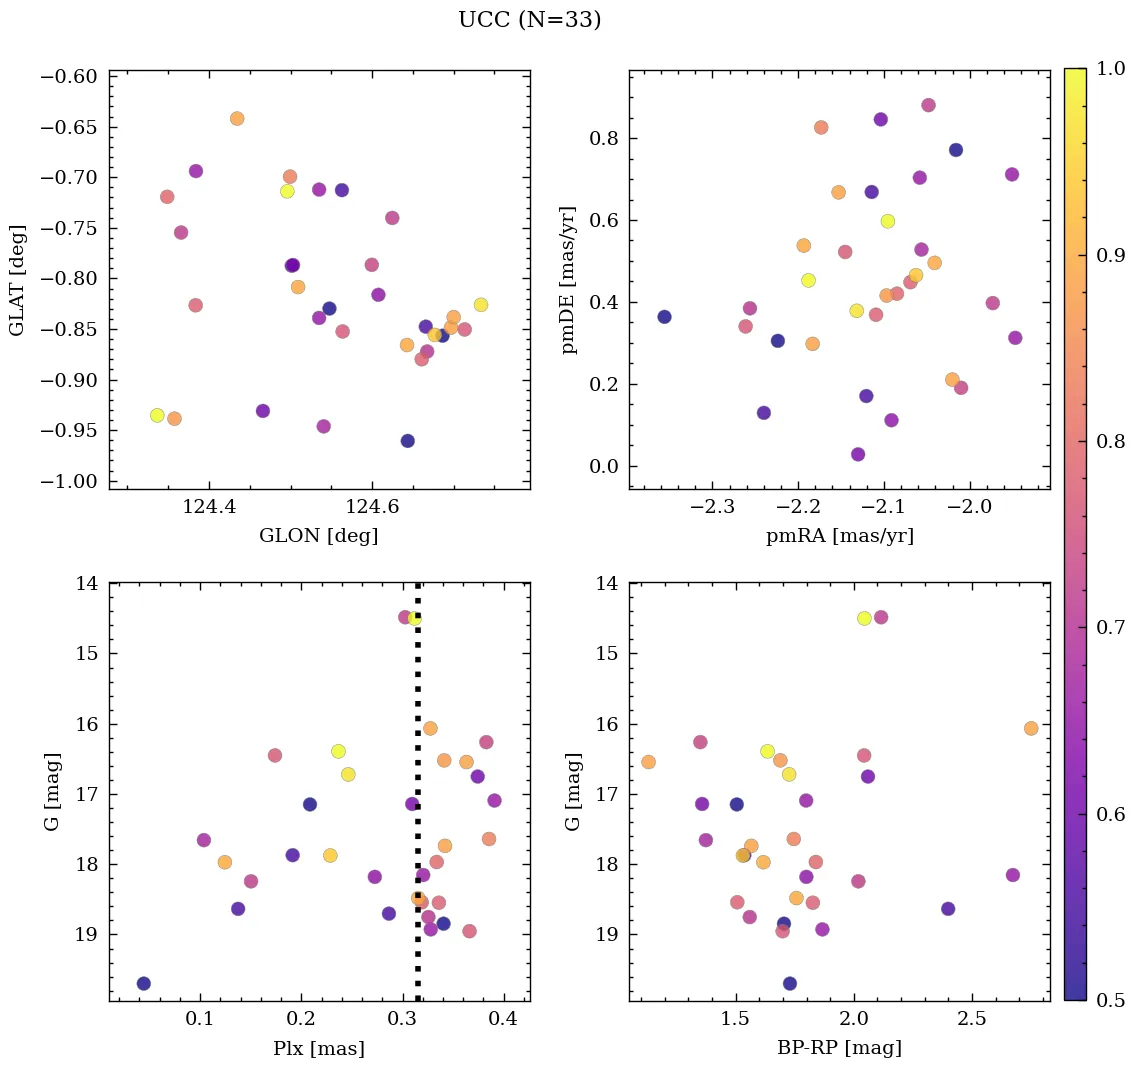 UCC (N=33)
−0.60
−0.65
−0.70
−0.75
−0.80
−0.85
−0.90
−0.95
−1.00
GLAT [deg]
124.4 124.6
GLON [deg]
0.8
0.6
0.4
0.2
0.0
pmDE [mas/yr]
−2.3 −2.2 −2.1 −2.0
pmRA [mas/yr]
14
15
16
17
18
19
G [mag]
0.1 0.2 0.3 0.4
Plx [mas]
14
15
16
17
18
19
G [mag]
1.5 2.0 2.5
BP-RP [mag]
1.0
0.9
0.8
0.7
0.6
0.5